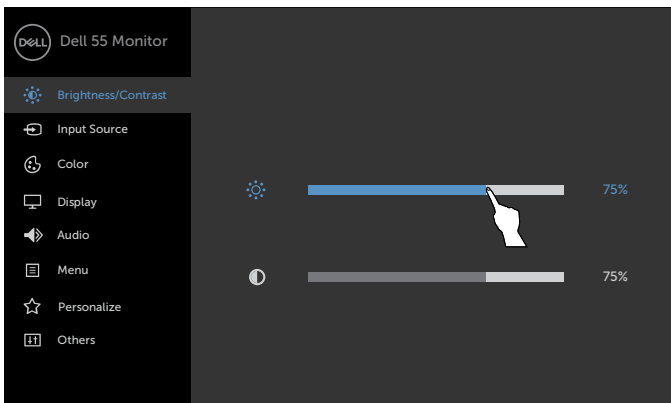 DELL
Dell 55 Monitor
Brightness/Contrast
Input Source
Color
Display
Audio
Menu
Personalize
Others
75%
75%